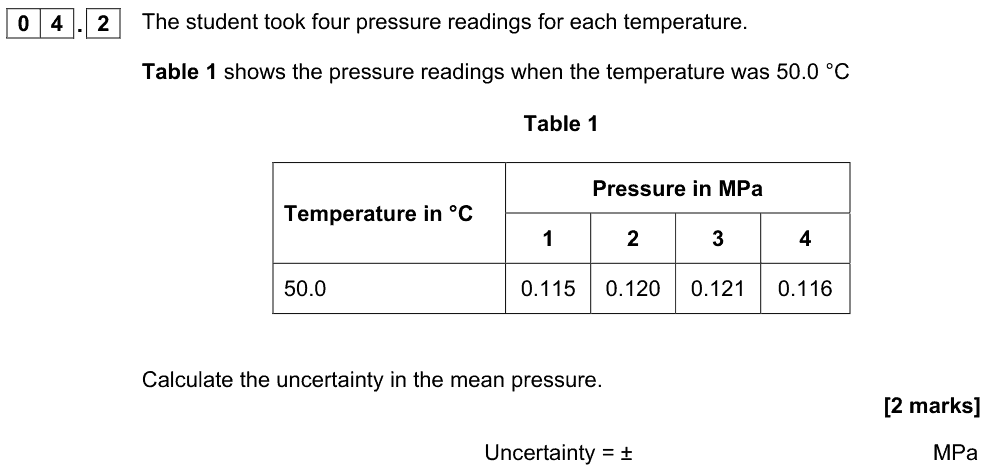 0 4 . 2 The student took four pressure readings for each temperature.
Table 1 shows the pressure readings when the temperature was 50.0 °C
Table 1
Temperature in °C
Pressure in MPa
1 2 3 4
50.0 0.115 0.120 0.121 0.116
Calculate the uncertainty in the mean pressure.
[2 marks]
Uncertainty = ± MPa